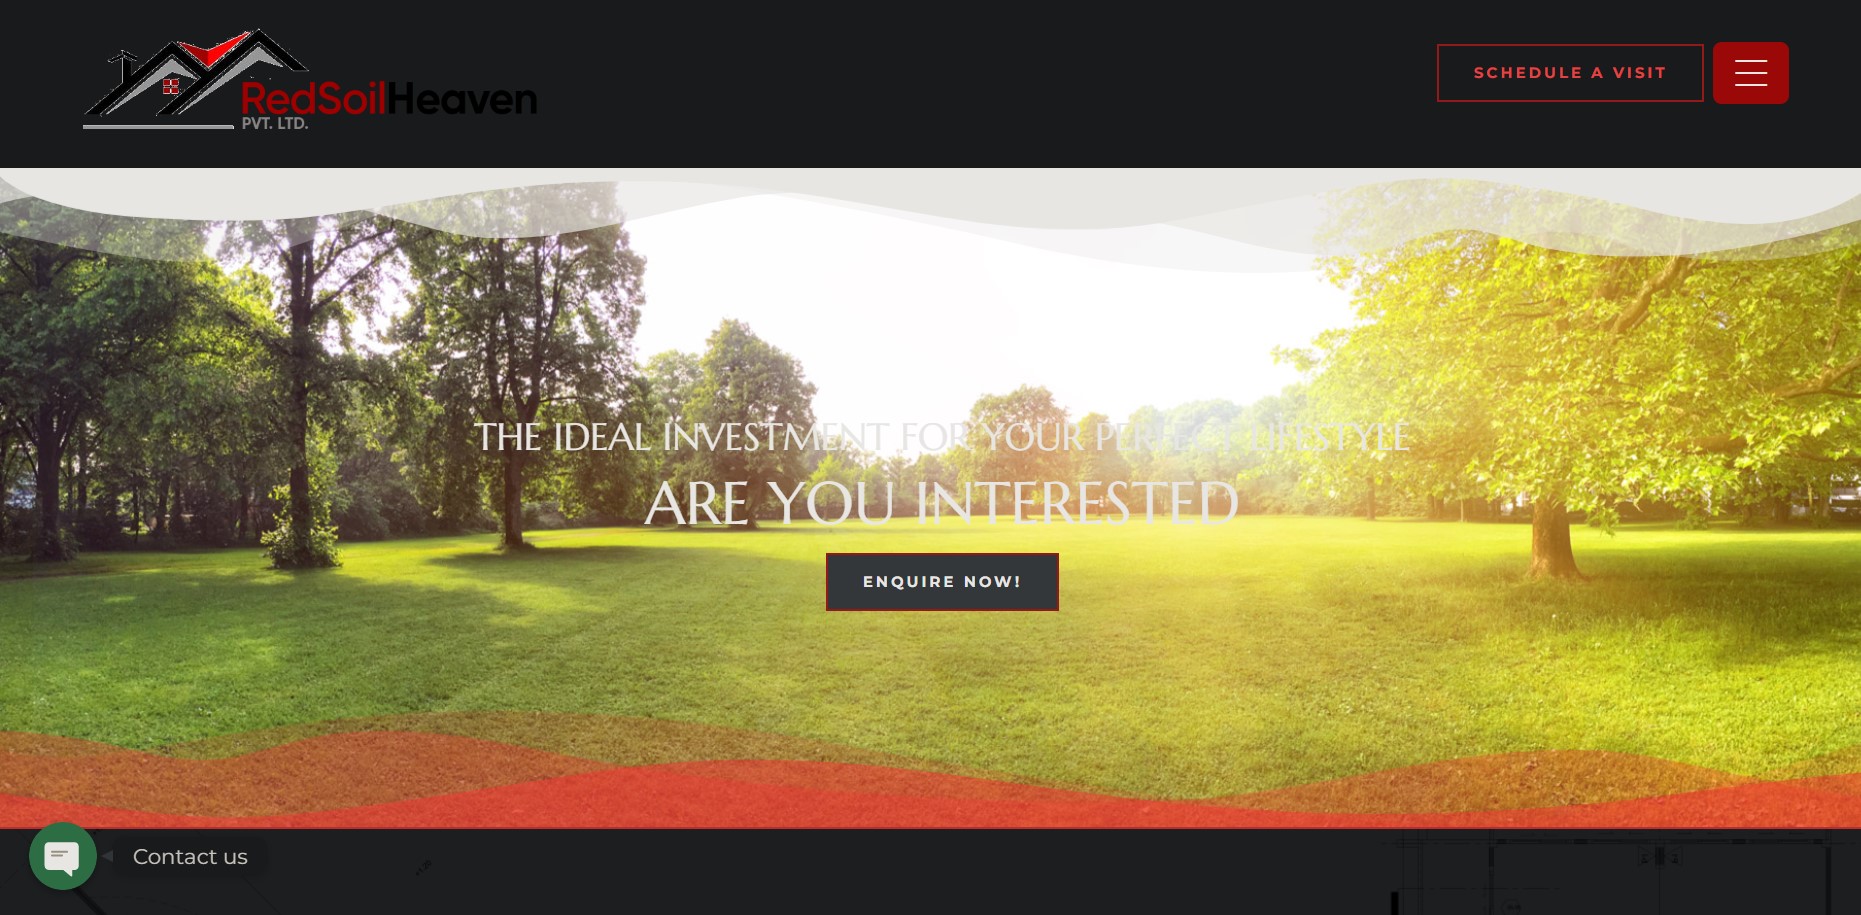 RedSoilHeaven
PVT. LTD.
SCHEDULE A VISIT
THE IDEAL INVESTMENT FOR YOUR PERFECT LIFESTYLE
ARE YOU INTERESTED
ENQUIRE NOW!
Contact us